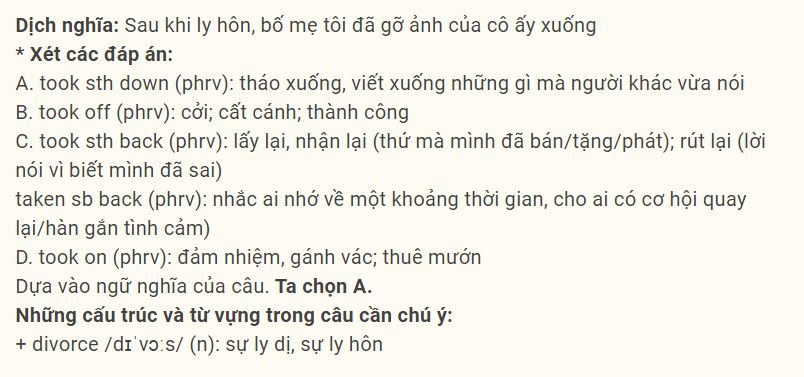 Dịch nghĩa: Sau khi ly hôn, bố mẹ tôi đã gỡ ảnh của cô ấy xuống
* Xét các đáp án:
A. took sth down (phrv): tháo xuống, viết xuống những gì mà người khác vừa nói
B. took off (phrv): cởi; cất cánh; thành công
C. took sth back (phrv): lấy lại, nhận lại (thứ mà mình đã bán/tặng/phát); rút lại (lời
nói vì biết mình đã sai)
taken sb back (phrv): nhắc ai nhớ về một khoảng thời gian, cho ai có cơ hội quay
lại/hàn gắn tình cảm)
D. took on (phrv): đảm nhiệm, gánh vác; thuê mướn
Dựa vào ngữ nghĩa của câu. Ta chọn A.
Những cấu trúc và từ vựng trong câu cần chú ý:
+ divorce /dɪˈvɔːs/ (n): sự ly dị, sự ly hôn